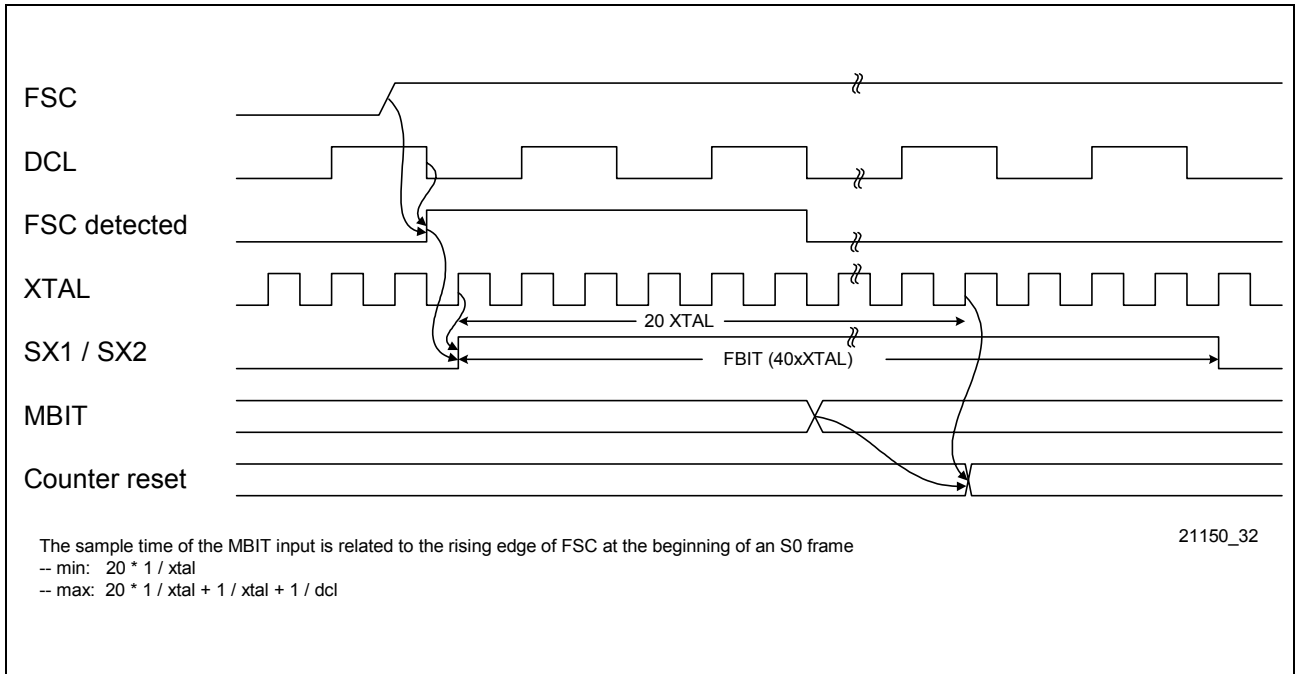 FSC
DCL
FSC detected
XTAL
20 XTAL
SX1 / SX2
FBIT (40xXTAL)
MBIT
Counter reset
21150_32
The sample time of the MBIT input is related to the rising edge of FSC at the beginning of an S0 frame
-- min: 20 * 1 / xtal
-- max: 20 * 1 / xtal + 1 / xtal + 1 / dcl